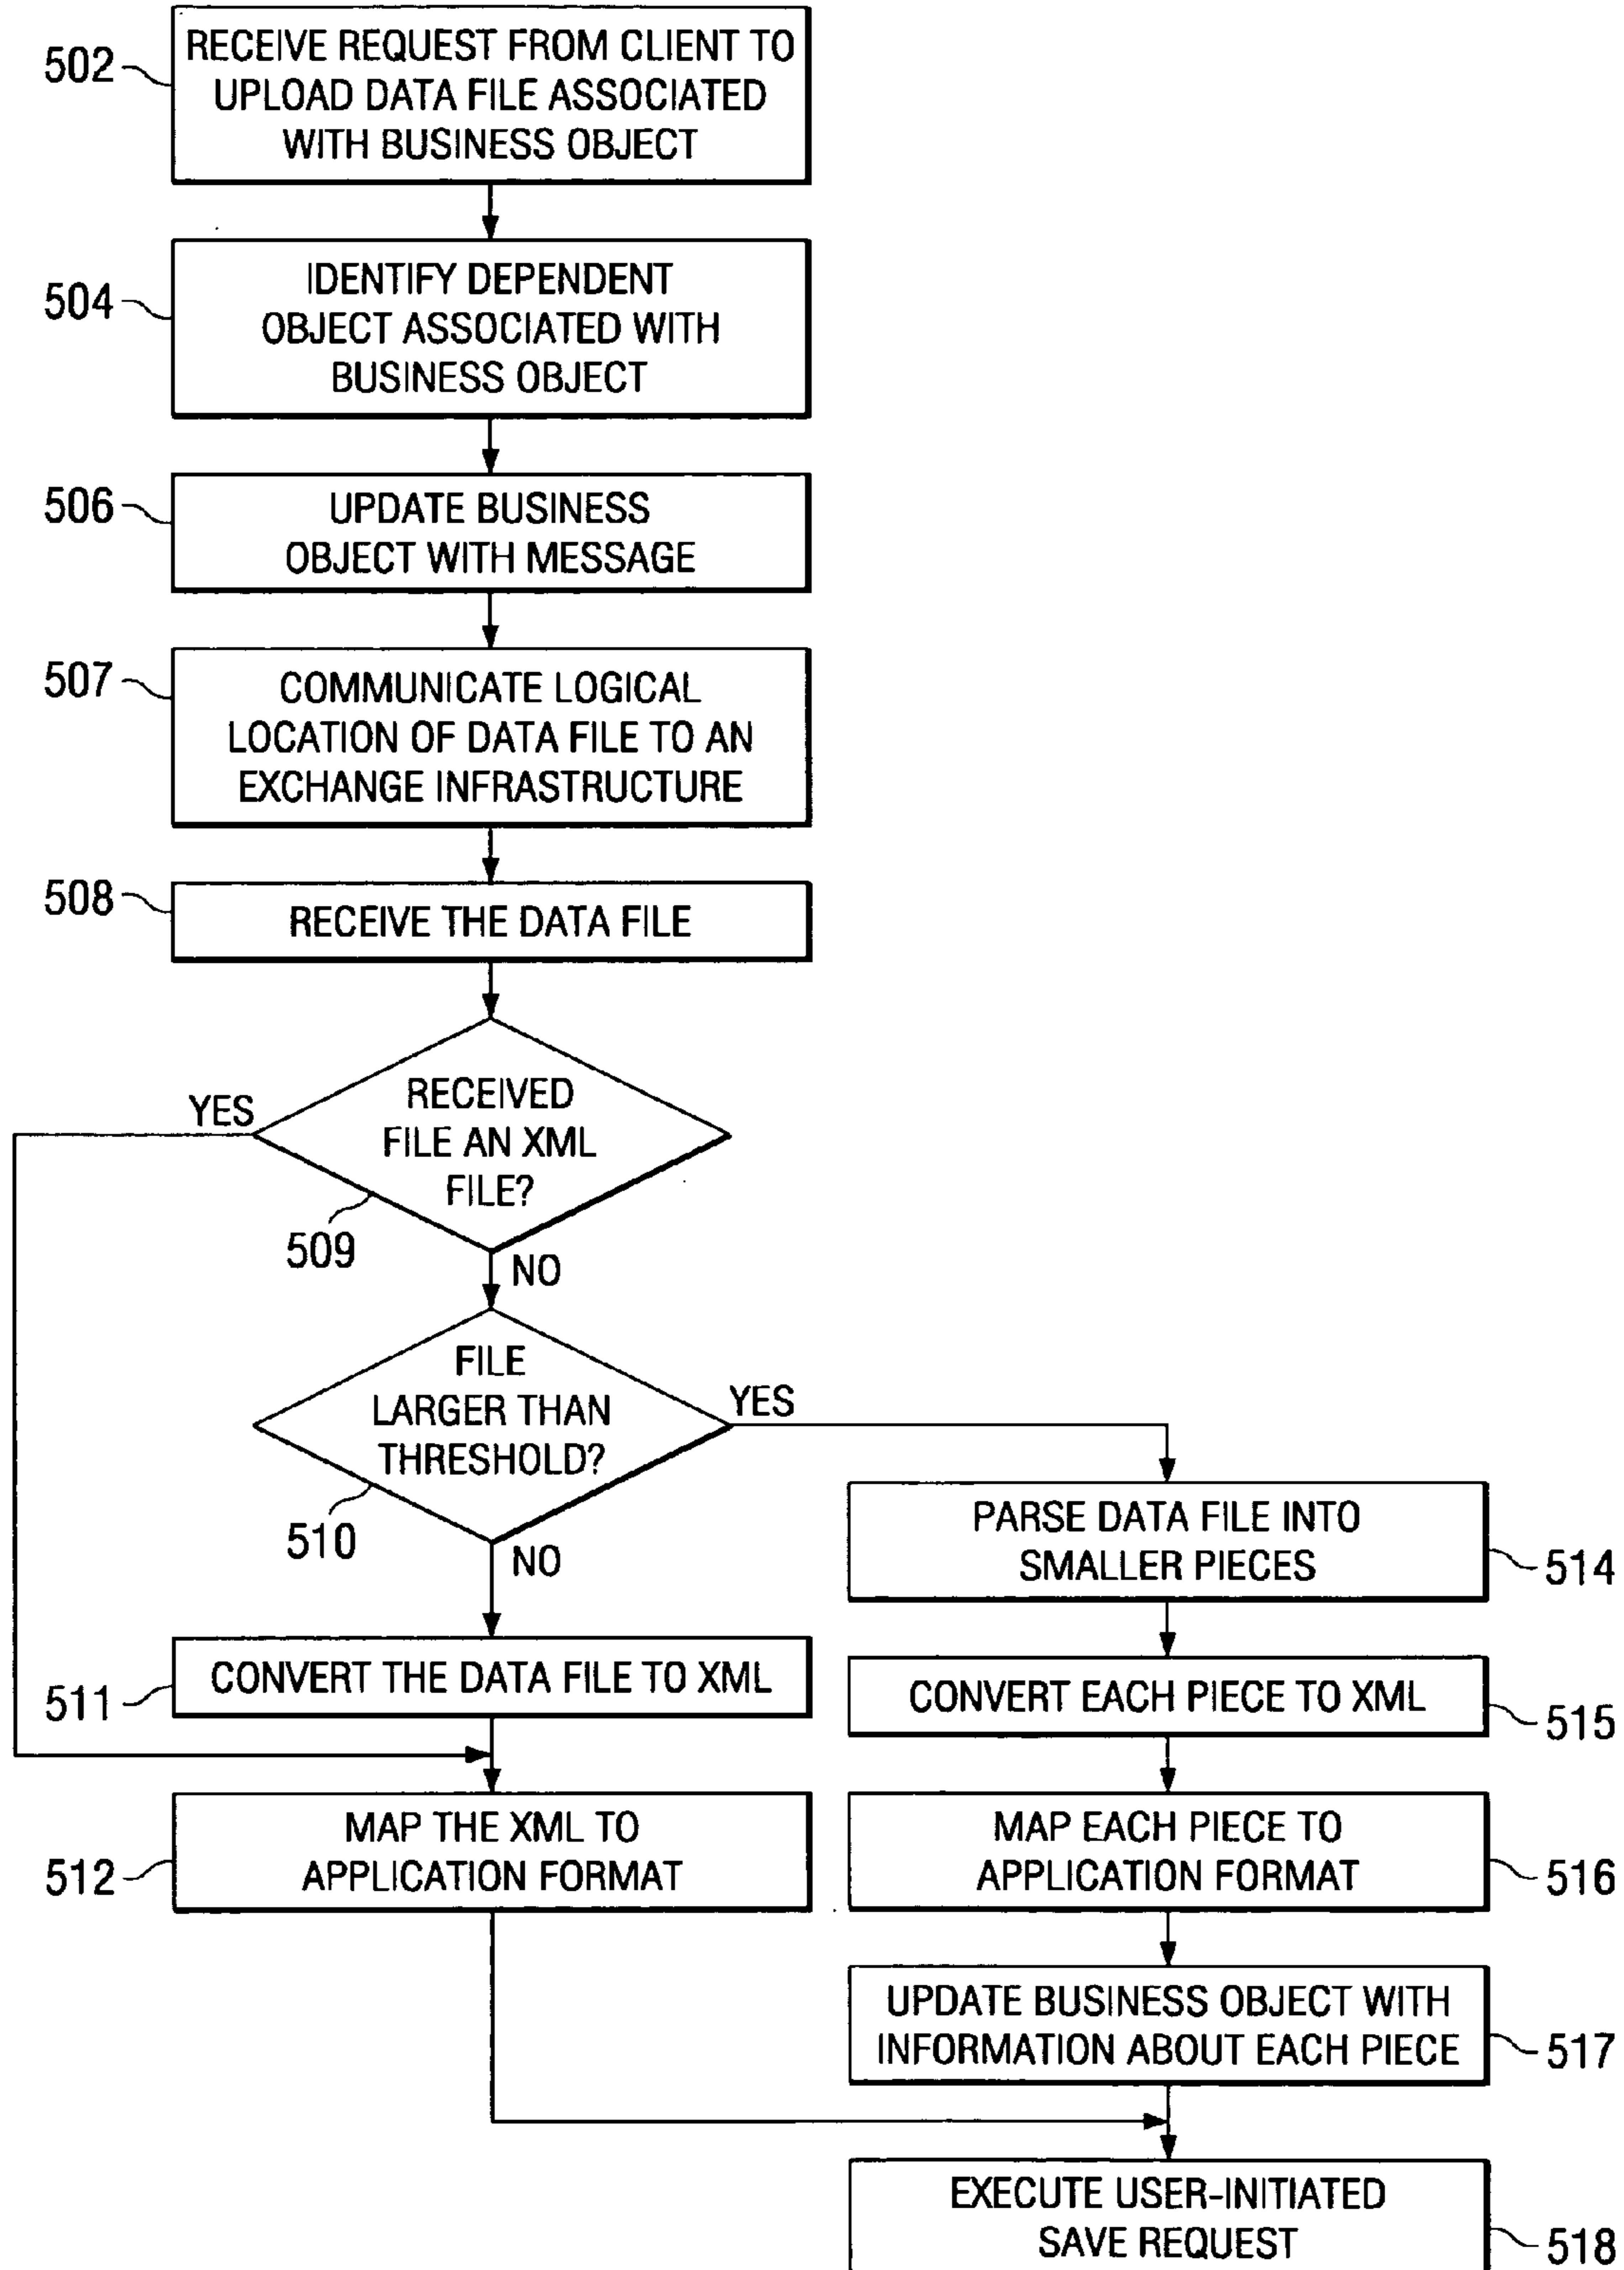 502
RECEIVE REQUEST FROM CLIENT TO
UPLOAD DATA FILE ASSOCIATED
WITH BUSINESS OBJECT
504
IDENTIFY DEPENDENT
OBJECT ASSOCIATED WITH
BUSINESS OBJECT
506
UPDATE BUSINESS
OBJECT WITH MESSAGE
507
COMMUNICATE LOGICAL
LOCATION OF DATA FILE TO AN
EXCHANGE INFRASTRUCTURE
508
RECEIVE THE DATA FILE
YES
RECEIVED
FILE AN XML
FILE?
509
NO
FILE
LARGER THAN
THRESHOLD?
YES
510
NO
PARSE DATA FILE INTO
SMALLER PIECES
514
511
CONVERT THE DATA FILE TO XML
CONVERT EACH PIECE TO XML
515
512
MAP THE XML TO
APPLICATION FORMAT
MAP EACH PIECE TO
APPLICATION FORMAT
516
UPDATE BUSINESS OBJECT WITH
INFORMATION ABOUT EACH PIECE
517
EXECUTE USER-INITIATED
SAVE REQUEST
518